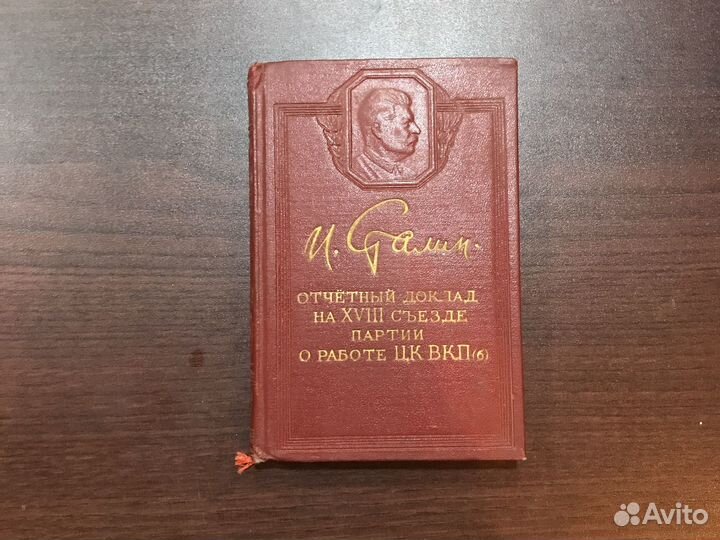 И. Сталин.
ОТЧЁТНЫЙ ДОКЛАД
НА XVIII СЪЕЗДЕ
ПАРТИИ
О РАБОТЕ ЦК ВКП(б)
Avito